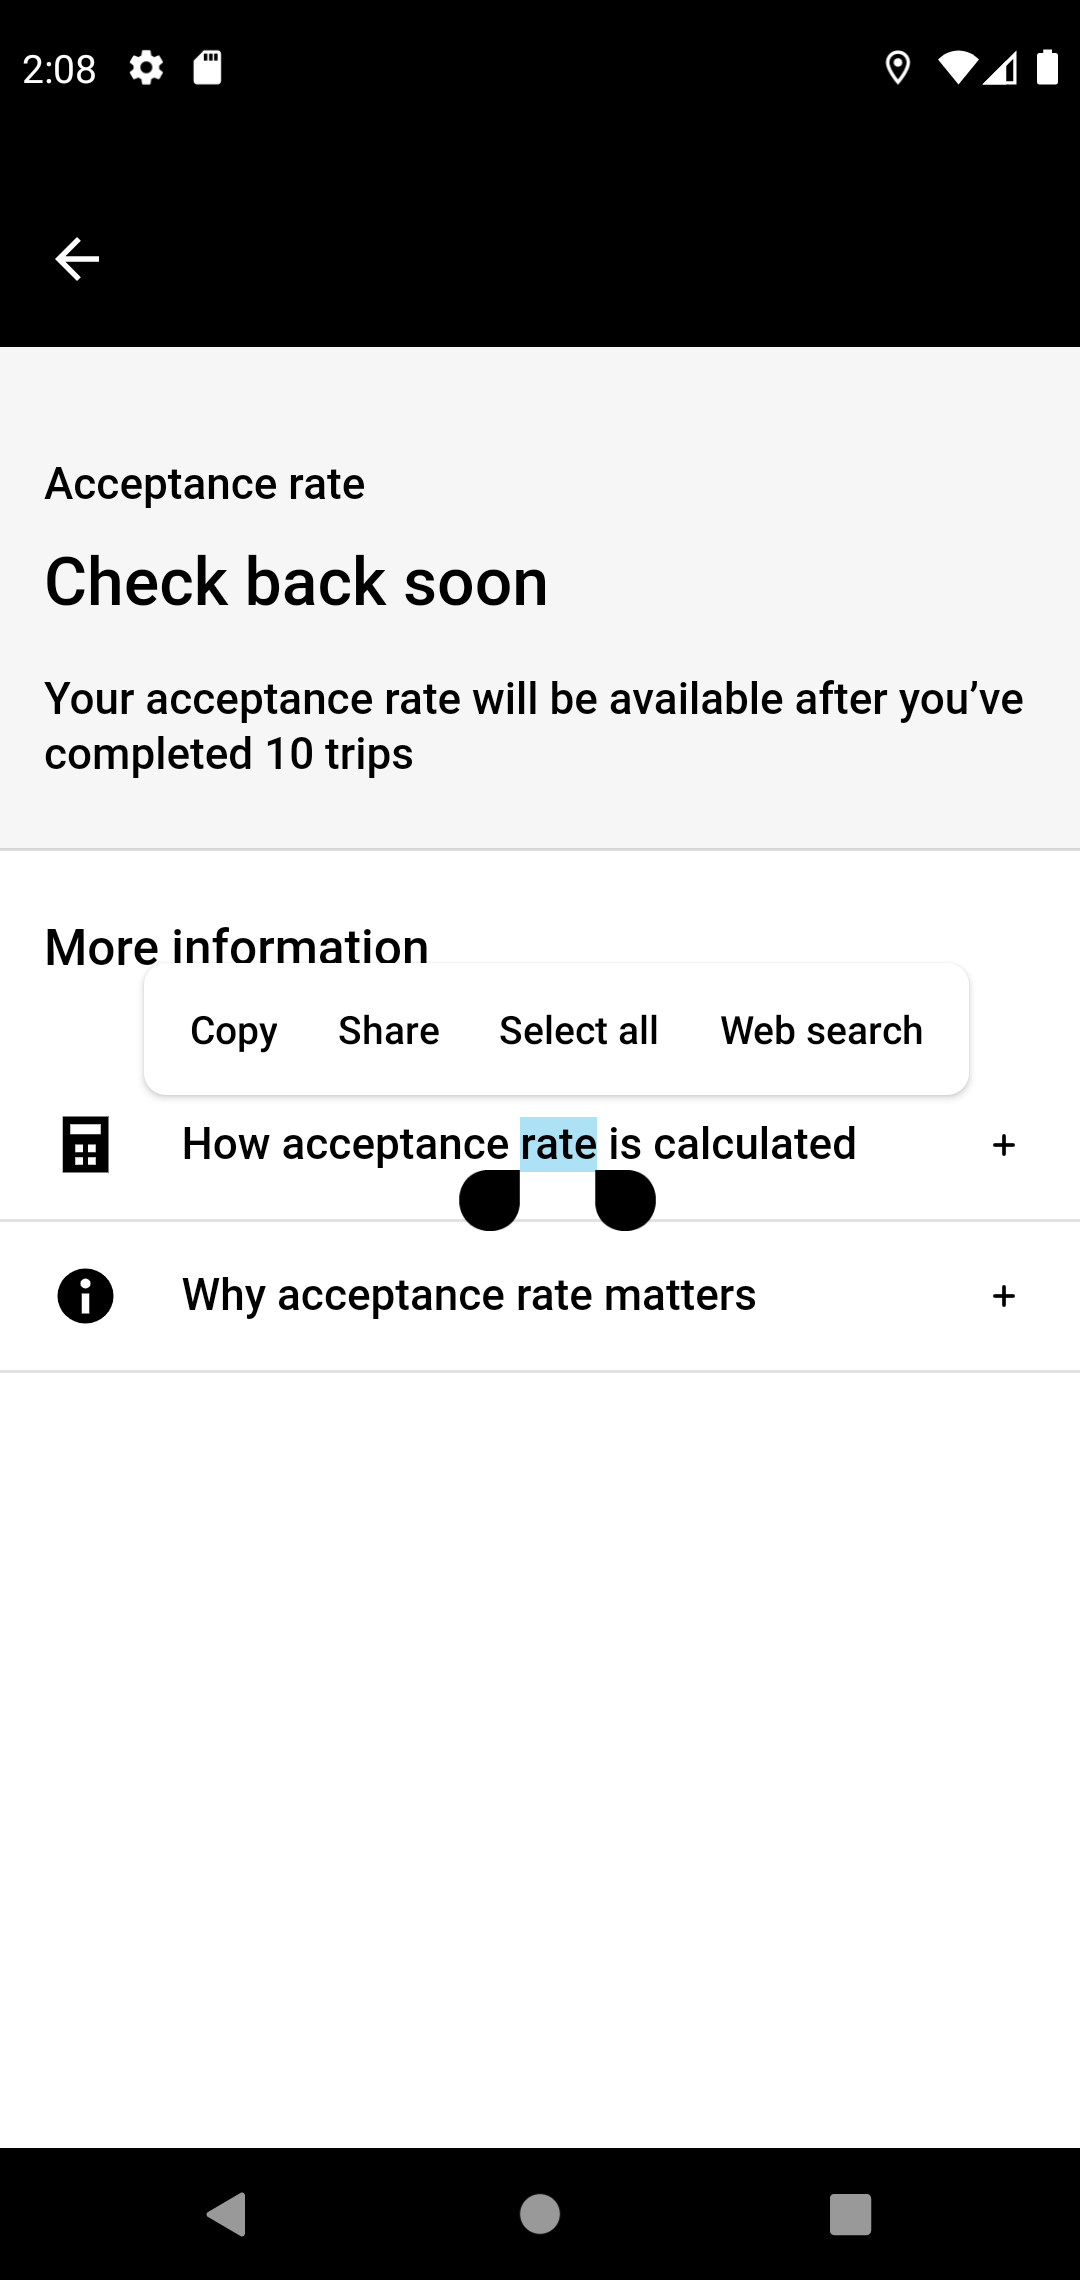 2:08
Acceptance rate
Check back soon
Your acceptance rate will be available after you’ve
completed 10 trips
More information
Copy Share Select all Web search
How acceptance rate is calculated +
Why acceptance rate matters +